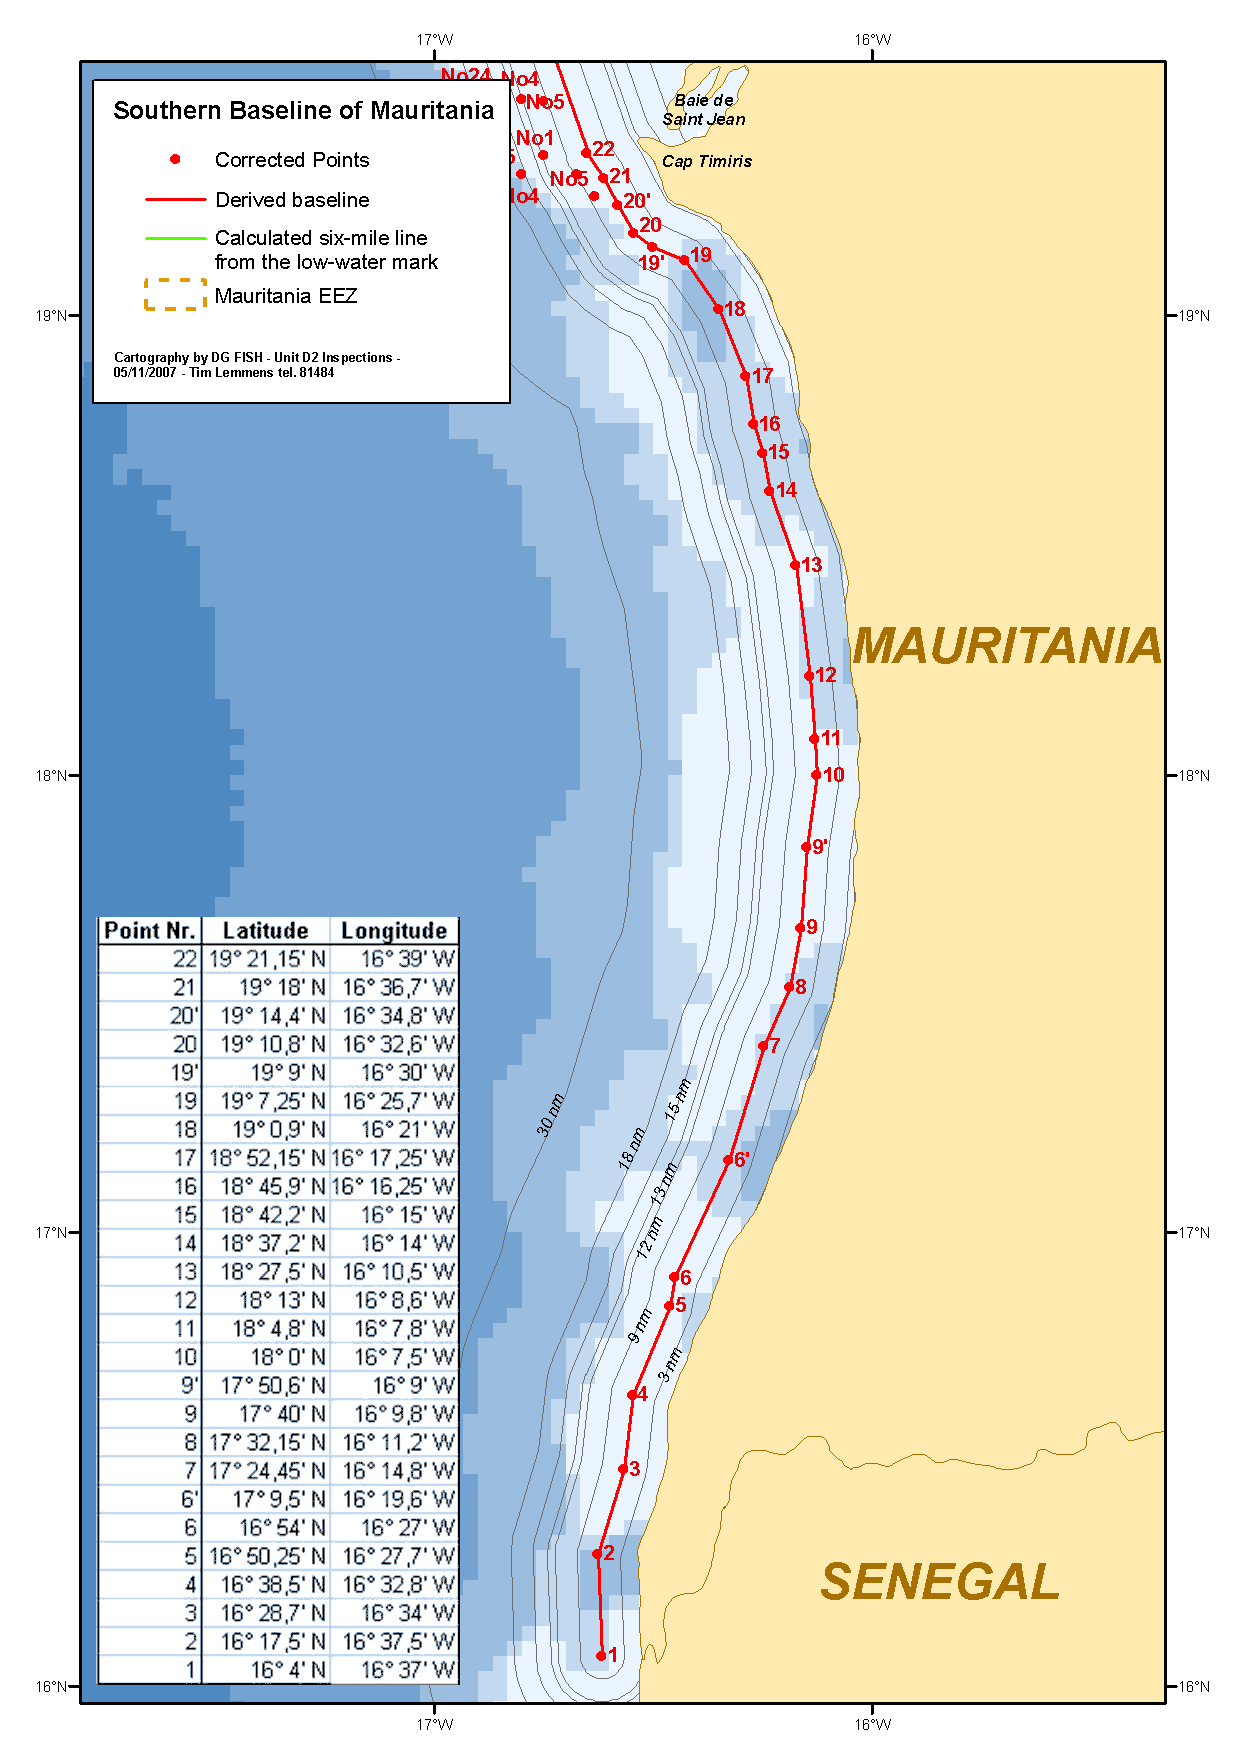 17°W
16°W
No24
No4
No5
Southern Baseline of Mauritania
Corrected Points
Derived baseline
Calculated six-mile line
from the low-water mark
Mauritania EEZ
Cartography by DG FISH - Unit D2 Inspections -
05/11/2007 - Tim Lemmens tel. 81484
No1
No5
Baie de
Saint Jean
Cap Timiris
22
21
20'
20
19'
19
18
17
16
15
14
13
12
11
10
9'
9
8
7
6'
6
5
4
3
2
1
19°N
19°N
18°N
18°N
17°N
17°N
16°N
16°N
MAURITANIA
SENEGAL
30 nm
18 nm
15 nm
13 nm
12 nm
9 nm
3 nm
Point Nr. Latitude Longitude
22 19° 21,15' N 16° 39' W
21 19° 18' N 16° 36,7' W
20' 19° 14,4' N 16° 34,8' W
20 19° 10,8' N 16° 32,6' W
19' 19° 9' N 16° 30' W
19 19° 7,25' N 16° 25,7' W
18 19° 0,9' N 16° 21' W
17 18° 52,15' N 16° 17,25' W
16 18° 45,9' N 16° 16,25' W
15 18° 42,2' N 16° 15' W
14 18° 37,2' N 16° 14' W
13 18° 27,5' N 16° 10,5' W
12 18° 13' N 16° 8,6' W
11 18° 4,8' N 16° 7,8' W
10 18° 0' N 16° 7,5' W
9' 17° 50,6' N 16° 9' W
9 17° 40' N 16° 9,8' W
8 17° 32,15' N 16° 11,2' W
7 17° 24,45' N 16° 14,8' W
6' 17° 9,5' N 16° 19,6' W
6 16° 54' N 16° 27' W
5 16° 50,25' N 16° 27,7' W
4 16° 38,5' N 16° 32,8' W
3 16° 28,7' N 16° 34' W
2 16° 17,5' N 16° 37,5' W
1 16° 4' N 16° 37' W
17°W
16°W